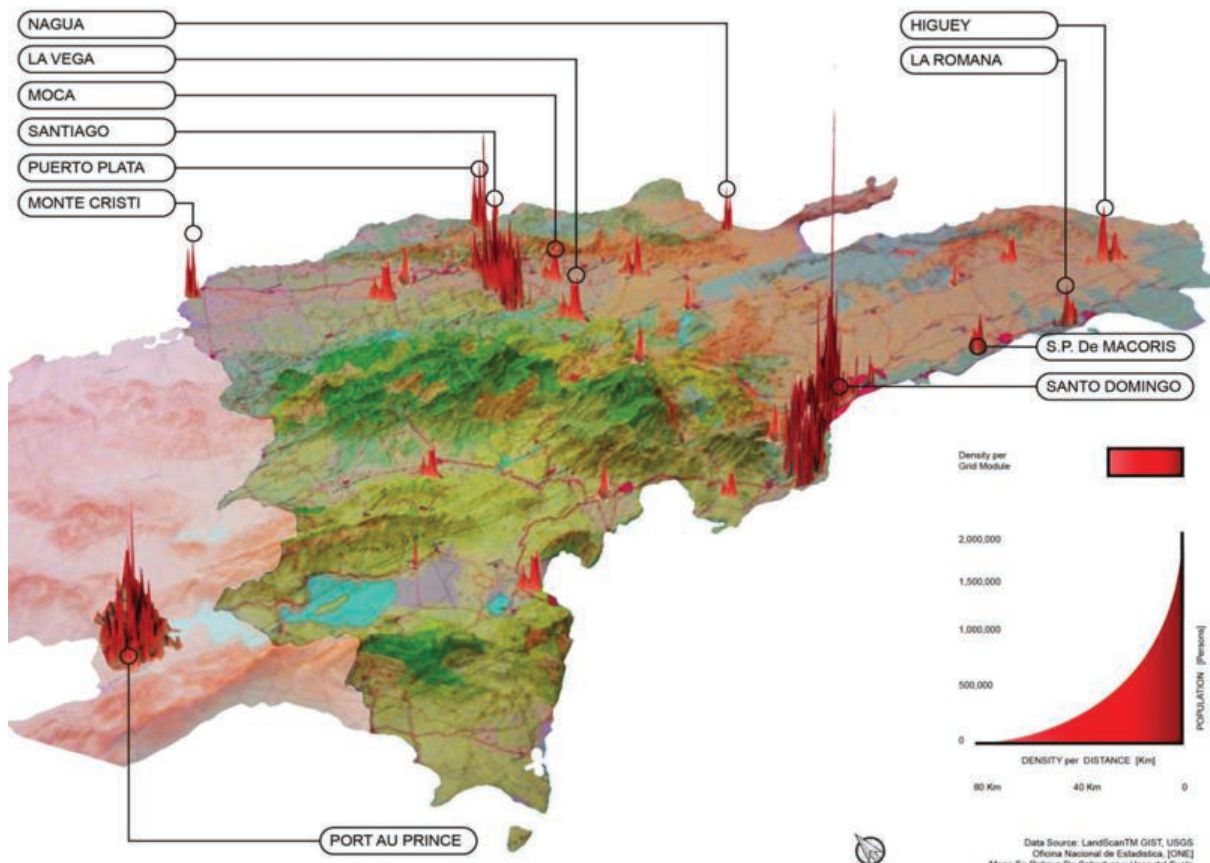 NAGUA
LA VEGA
MOCA
SANTIAGO
PUERTO PLATA
MONTE CRISTI
HIGUEY
LA ROMANA
S.P. De MACORIS
SANTO DOMINGO
PORT AU PRINCE
Density per
Grid Module
2,000,000
1,500,000
1,000,000
500,000
0
POPULATION [Persons]
DENSITY per DISTANCE [Km]
80 Km 40 Km 0
Data Source: LandScanTM GIST, USGS
Oficina Nacional de Estadistica, [ONE]